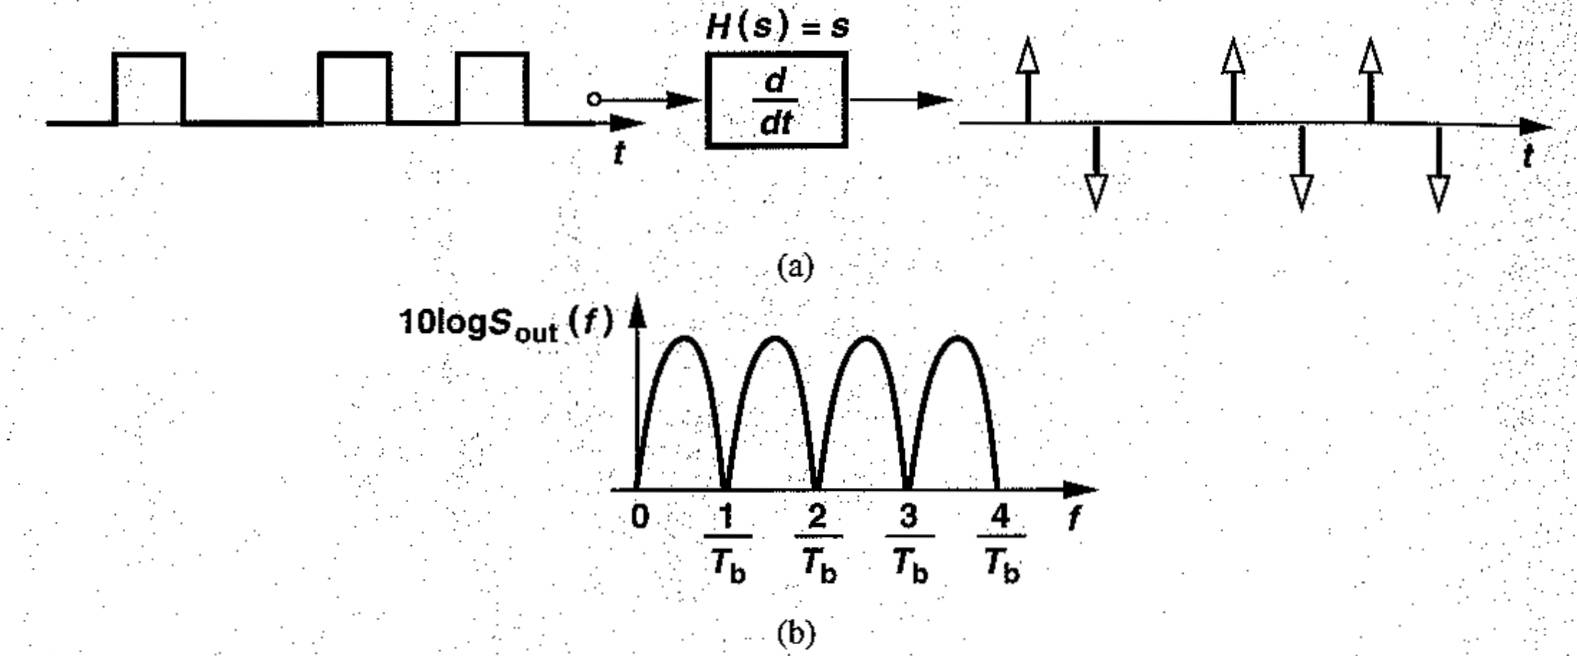 H(s) = s
d
dt
t
t
(a)
10logS_out (f)
0 1 2 3 4 f
T_b T_b T_b T_b
(b)